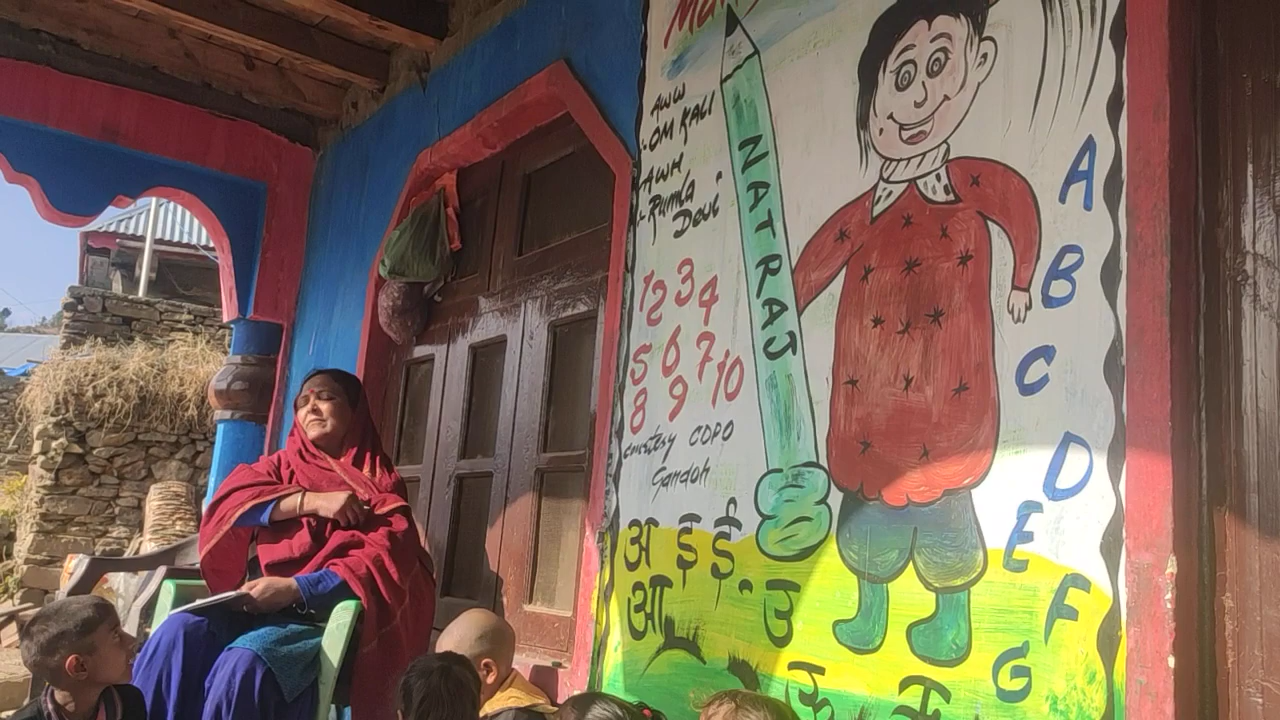 AWW
OM KALI
AWH
Rumla
Devi
NATRAJ
1 2 3 4
5 6 7
8 9 10
courtesy CDPO
Gandoh
अ इ ई
आ उ
ऊ
A
B
C
D
E
F
G